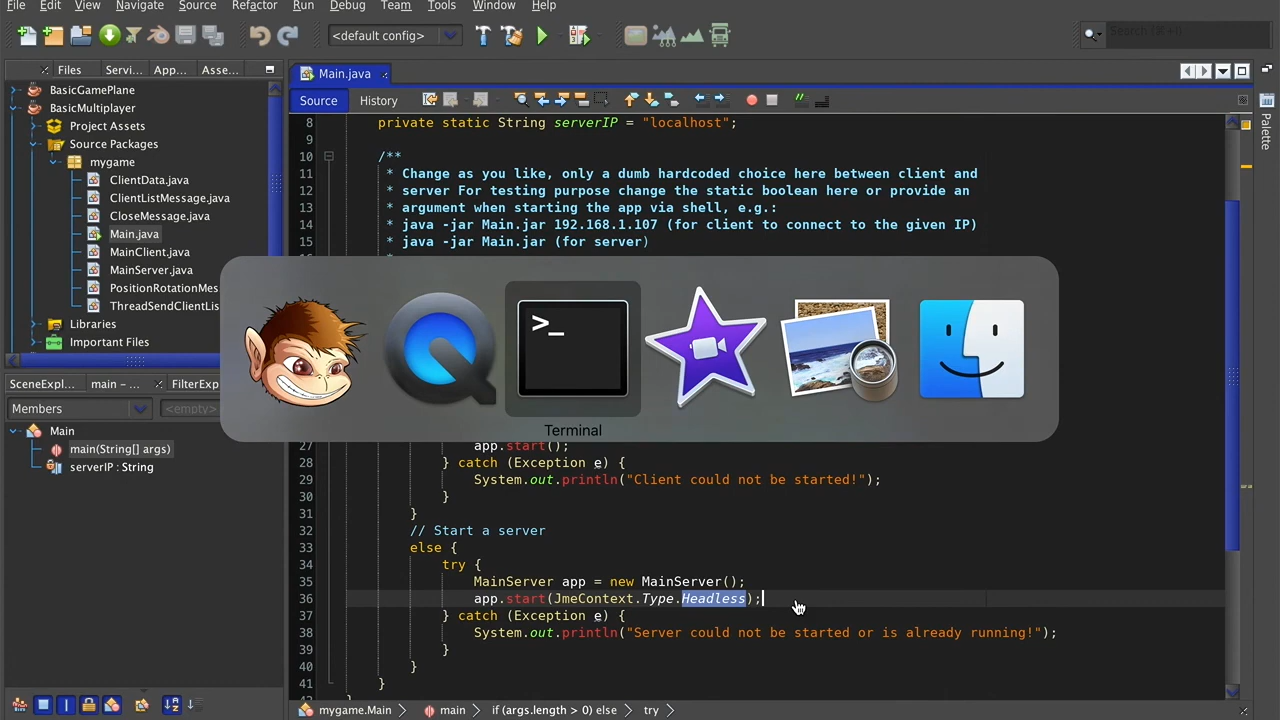 File Edit View Navigate Source Refactor Run Debug Team Tools Window Help
<default config>
Files Servi... App... Asse...
BasicGamePlane
BasicMultiplayer
Project Assets
Source Packages
mygame
ClientData.java
ClientListMessage.java
CloseMessage.java
Main.java
MainClient.java
MainServer.java
PositionRotationMes
ThreadSendClientLis
Libraries
Important Files
SceneExpl... main – ... FilterExp
Members <empty>
Main
main(String[] args)
serverIP : String
Main.java
Source History
8 private static String serverIP = "localhost";
9
10 /**
11 * Change as you like, only a dumb hardcoded choice here between client and
12 * server For testing purpose change the static boolean here or provide an
13 * argument when starting the app via shell, e.g.:
14 * java -jar Main.jar 192.168.1.107 (for client to connect to the given IP)
15 * java -jar Main.jar (for server)
Terminal
27 app.start();
28 } catch (Exception e) {
29 System.out.println("Client could not be started!");
30 }
31 }
32 // Start a server
33 else {
34 try {
35 MainServer app = new MainServer();
36 app.start(JmeContext.Type.Headless);
37 } catch (Exception e) {
38 System.out.println("Server could not be started or is already running!");
39 }
40 }
41 }
mygame.Main main if (args.length > 0) else try
Search (⌘+I)
Palette